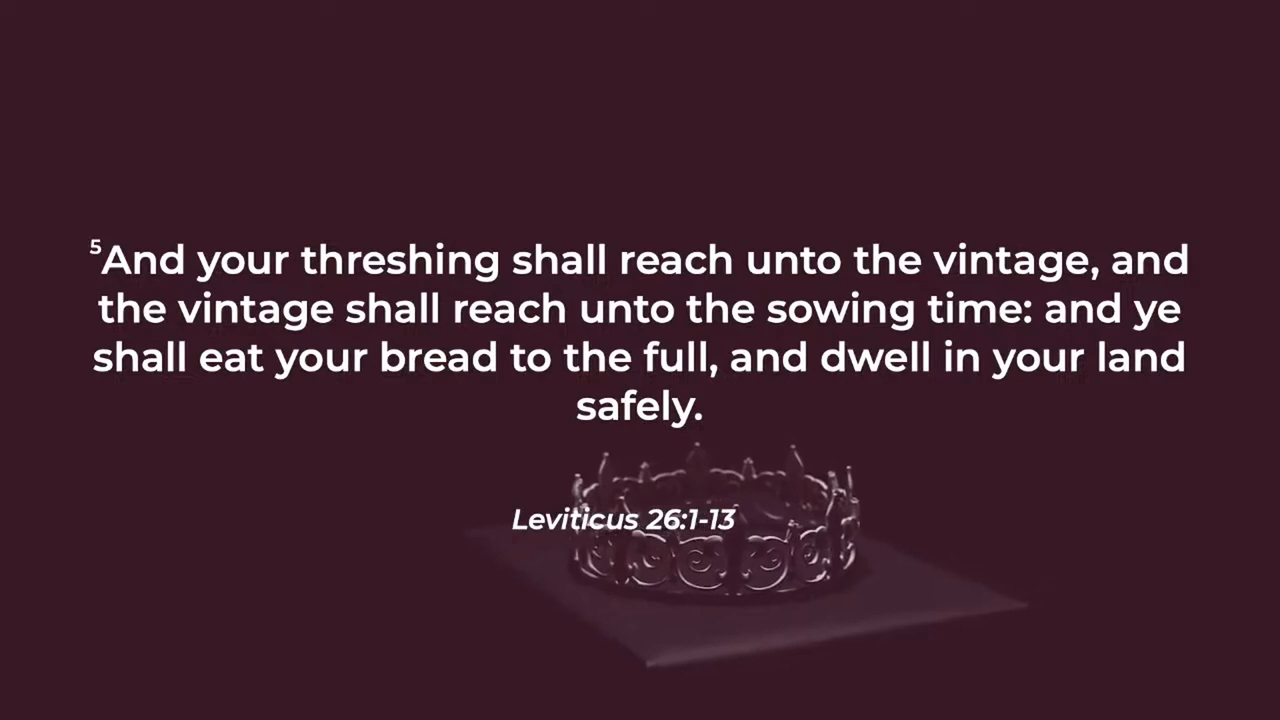 ⁵And your threshing shall reach unto the vintage, and
the vintage shall reach unto the sowing time: and ye
shall eat your bread to the full, and dwell in your land
safely.
Leviticus 26:1-13